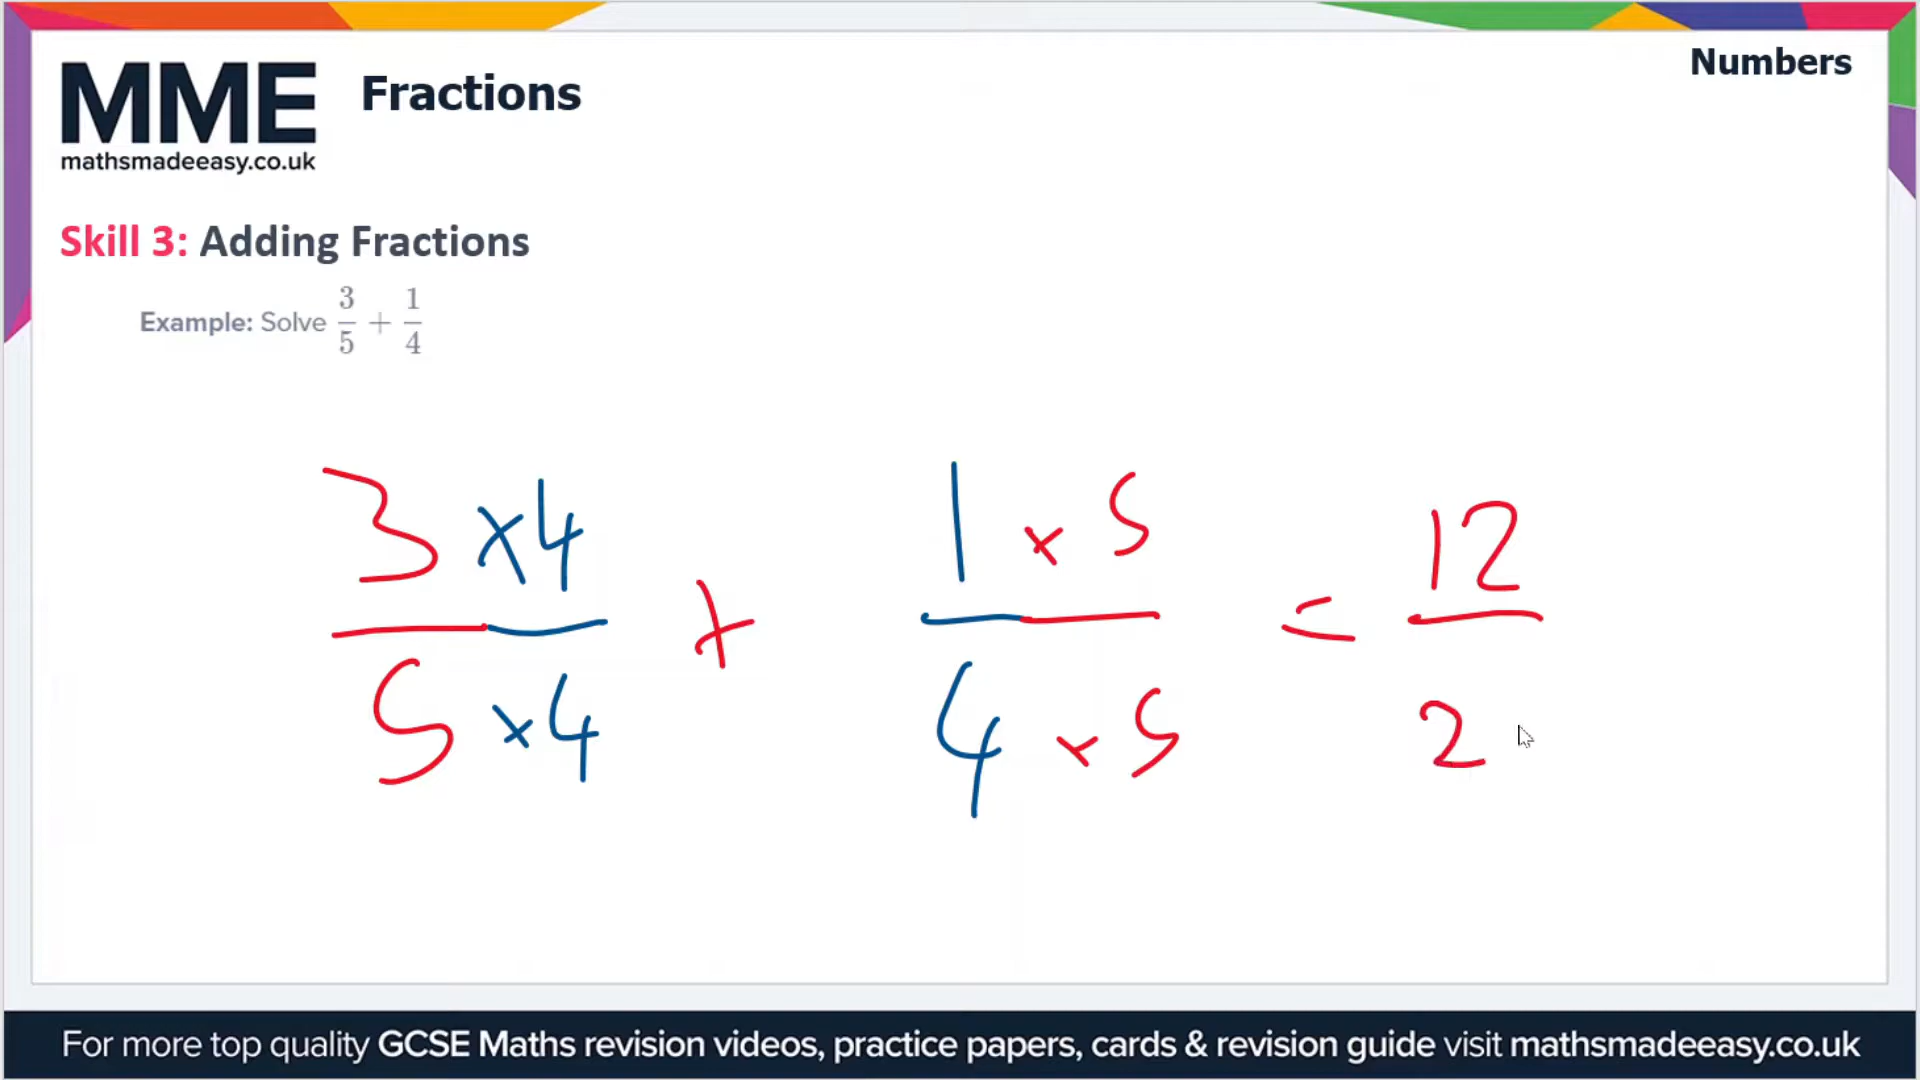 MME
mathsmadeeasy.co.uk
Fractions
Numbers
Skill 3: Adding Fractions
Example: Solve 3/5 + 1/4
3 ×4 / 5 ×4 + 1 × 5 / 4 × 5 = 12 / 2
For more top quality GCSE Maths revision videos, practice papers, cards & revision guide visit mathsmadeeasy.co.uk